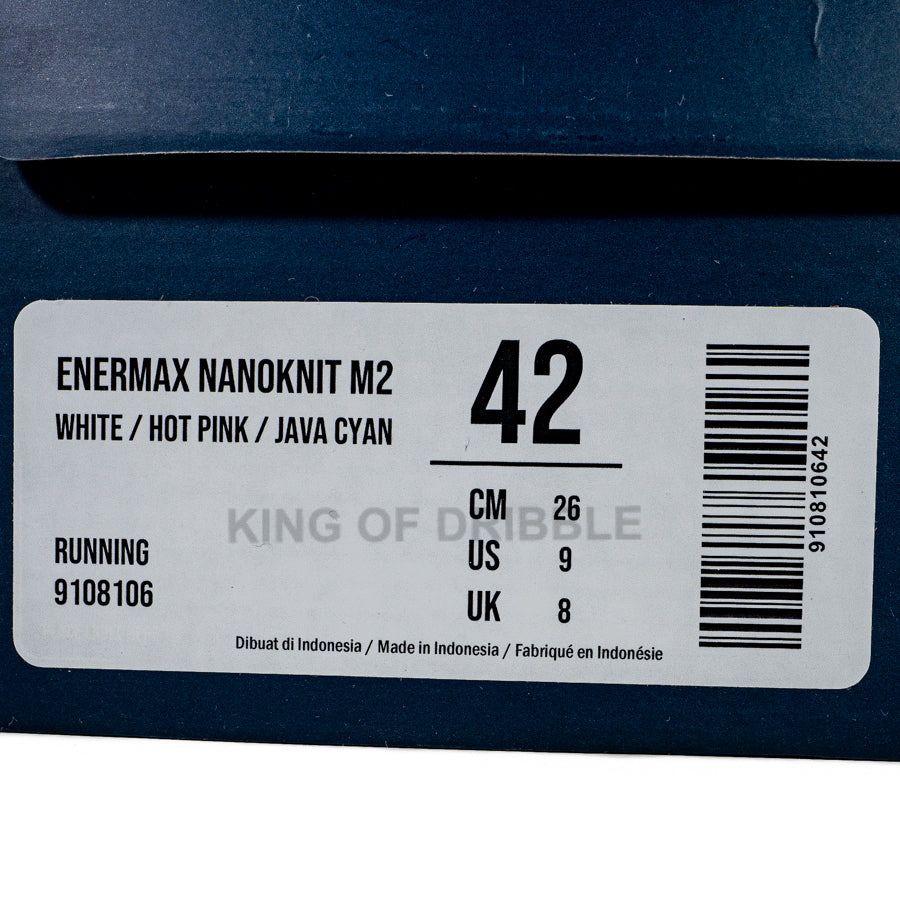 ENERMAX NANOKNIT M2
WHITE / HOT PINK / JAVA CYAN
RUNNING
9108106
42
CM 26
US 9
UK 8
KING OF DRIBBLE
Dibuat di Indonesia / Made in Indonesia / Fabriqué en Indonésie
910810642